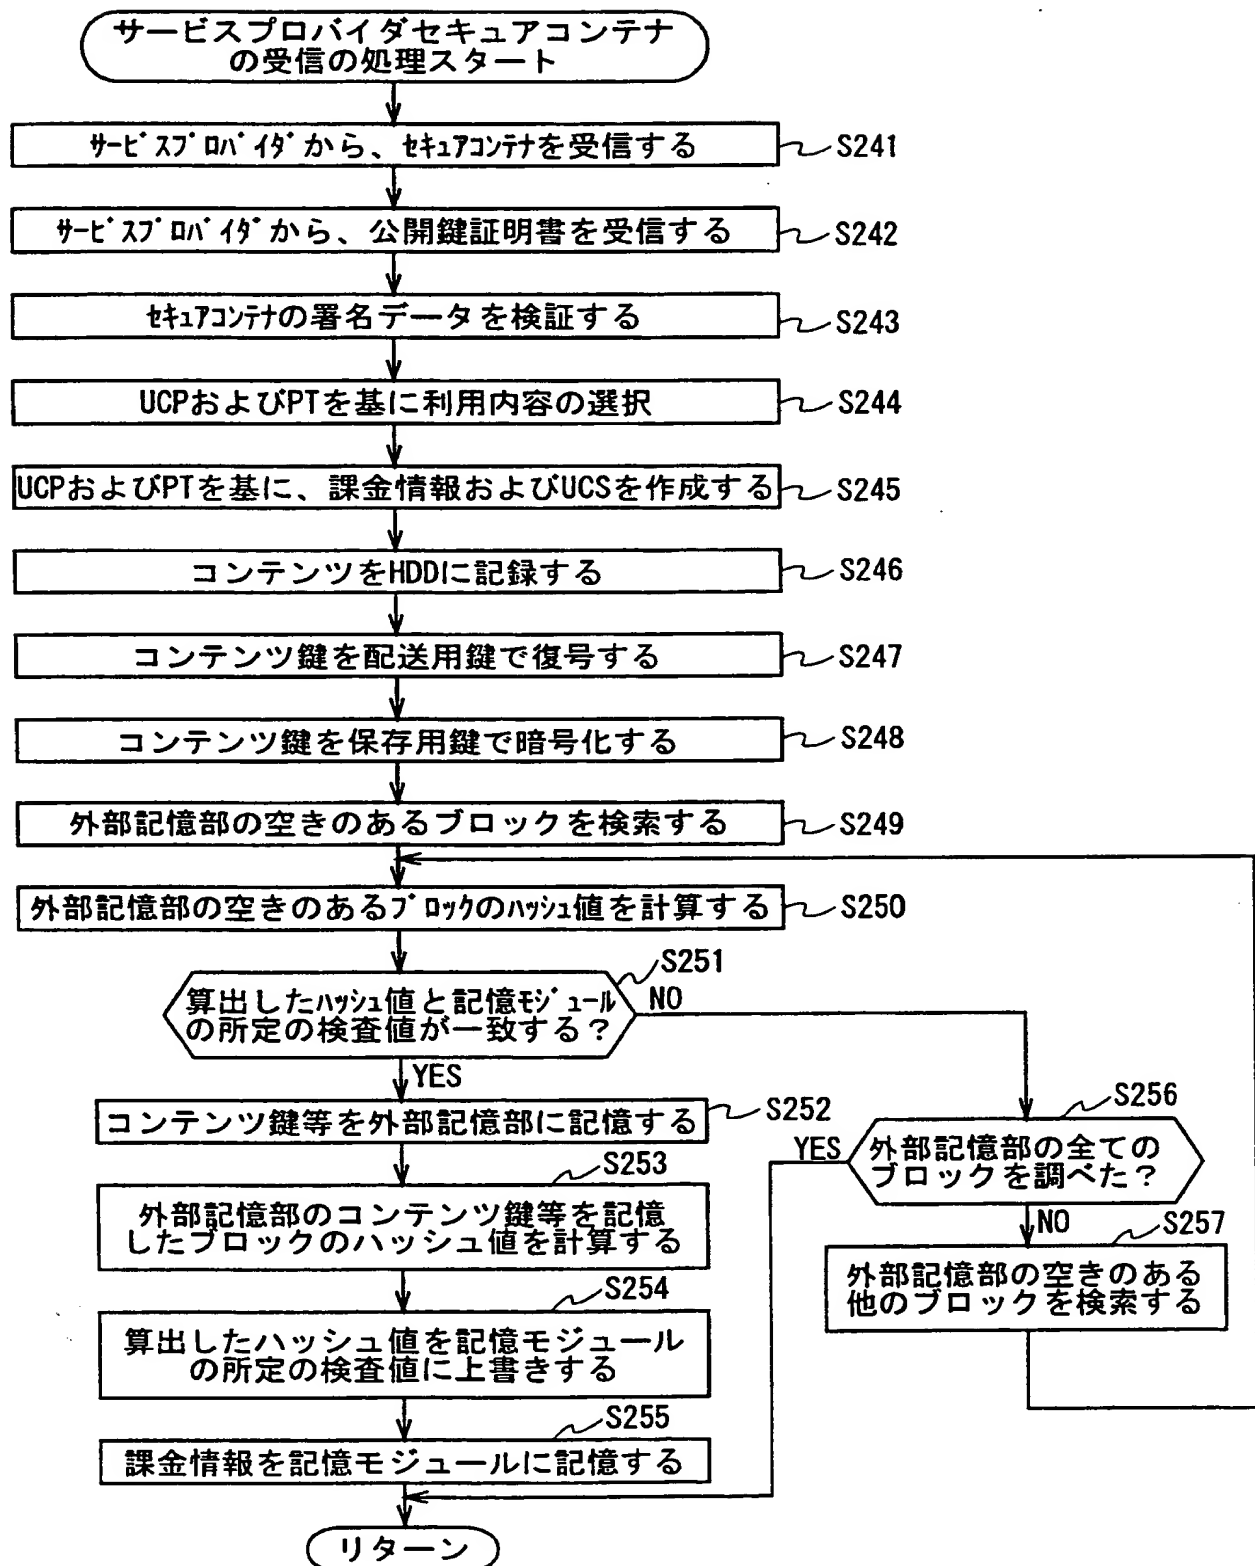 サービスプロバイダセキュアコンテナ
の受信の処理スタート
ｻｰﾋﾞｽﾌﾟﾛﾊﾞｲﾀﾞから、ｾｷｭｱｺﾝﾃﾅを受信する
S241
ｻｰﾋﾞｽﾌﾟﾛﾊﾞｲﾀﾞから、公開鍵証明書を受信する
S242
ｾｷｭｱｺﾝﾃﾅの署名データを検証する
S243
UCPおよびPTを基に利用内容の選択
S244
UCPおよびPTを基に、課金情報およびUCSを作成する
S245
コンテンツをHDDに記録する
S246
コンテンツ鍵を配送用鍵で復号する
S247
コンテンツ鍵を保存用鍵で暗号化する
S248
外部記憶部の空きのあるブロックを検索する
S249
外部記憶部の空きのあるﾌﾞﾛｯｸのﾊｯｼｭ値を計算する
S250
S251
算出したﾊｯｼｭ値と記憶ﾓｼﾞｭｰﾙ
の所定の検査値が一致する？
NO
YES
S252
コンテンツ鍵等を外部記憶部に記憶する
S253
外部記憶部のコンテンツ鍵等を記憶
したブロックのハッシュ値を計算する
S254
算出したハッシュ値を記憶モジュール
の所定の検査値に上書きする
S255
課金情報を記憶モジュールに記憶する
S256
YES
外部記憶部の全ての
ブロックを調べた？
NO
S257
外部記憶部の空きのある
他のブロックを検索する
リターン